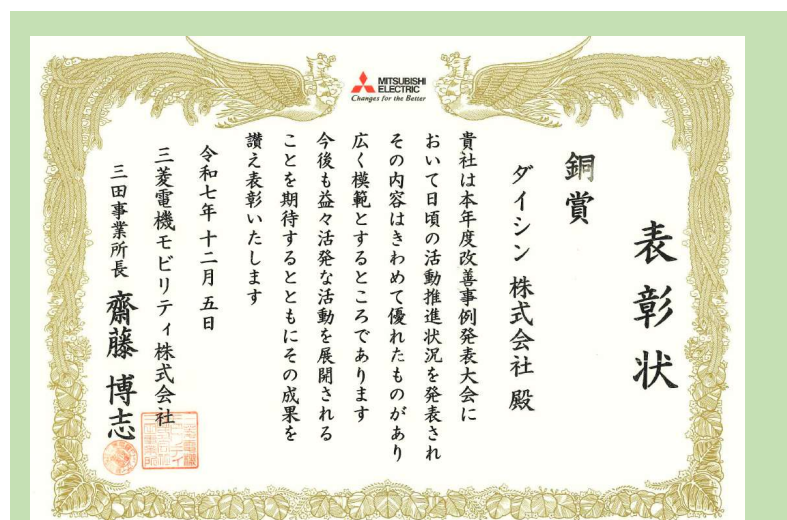 MITSUBISHI
ELECTRIC
Changes for the Better
表彰状
銅賞
ダイシン 株式会社 殿
貴社は本年度改善事例発表大会に
おいて日頃の活動推進状況を発表され
その内容はきわめて優れたものがあり
広く模範とするところであります
今後も益々活発な活動を展開される
ことを期待するとともにその成果を
讃え表彰いたします
令和七年 十二月 五日
三菱電機モビリティ株式会社
三田事業所長 齋藤 博志